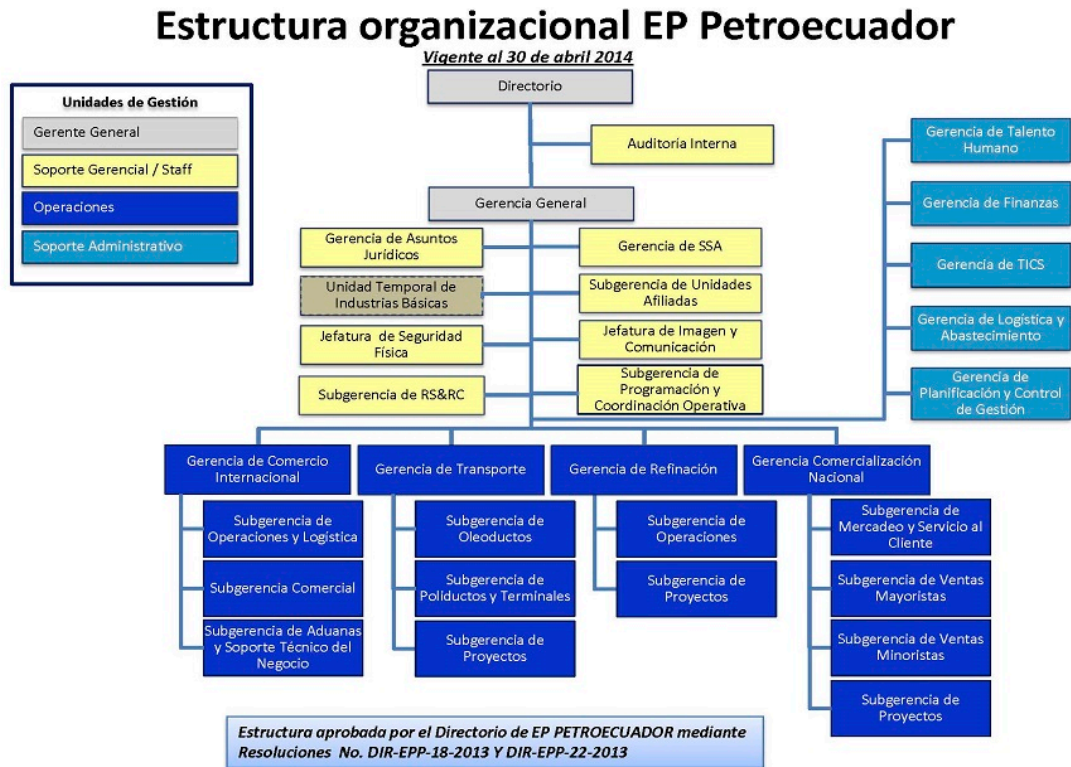 Estructura organizacional EP Petroecuador
Vigente al 30 de abril 2014
Unidades de Gestión
Gerente General
Soporte Gerencial / Staff
Operaciones
Soporte Administrativo
Directorio
Auditoría Interna
Gerencia General
Gerencia de Asuntos
Jurídicos
Gerencia de SSA
Unidad Temporal de
Industrias Básicas
Subgerencia de Unidades
Afiliadas
Jefatura de Seguridad
Física
Jefatura de Imagen y
Comunicación
Subgerencia de RS&RC
Subgerencia de
Programación y
Coordinación Operativa
Gerencia de Talento
Humano
Gerencia de Finanzas
Gerencia de TICS
Gerencia de Logística y
Abastecimiento
Gerencia de
Planificación y Control
de Gestión
Gerencia de Comercio
Internacional
Subgerencia de
Operaciones y Logística
Subgerencia Comercial
Subgerencia de Aduanas
y Soporte Técnico del
Negocio
Gerencia de Transporte
Subgerencia de
Oleoductos
Subgerencia de
Poliductos y Terminales
Subgerencia de
Proyectos
Gerencia de Refinación
Subgerencia de
Operaciones
Subgerencia de
Proyectos
Gerencia Comercialización
Nacional
Subgerencia de
Mercadeo y Servicio al
Cliente
Subgerencia de Ventas
Mayoristas
Subgerencia de Ventas
Minoristas
Subgerencia de
Proyectos
Estructura aprobada por el Directorio de EP PETROECUADOR mediante
Resoluciones No. DIR-EPP-18-2013 Y DIR-EPP-22-2013